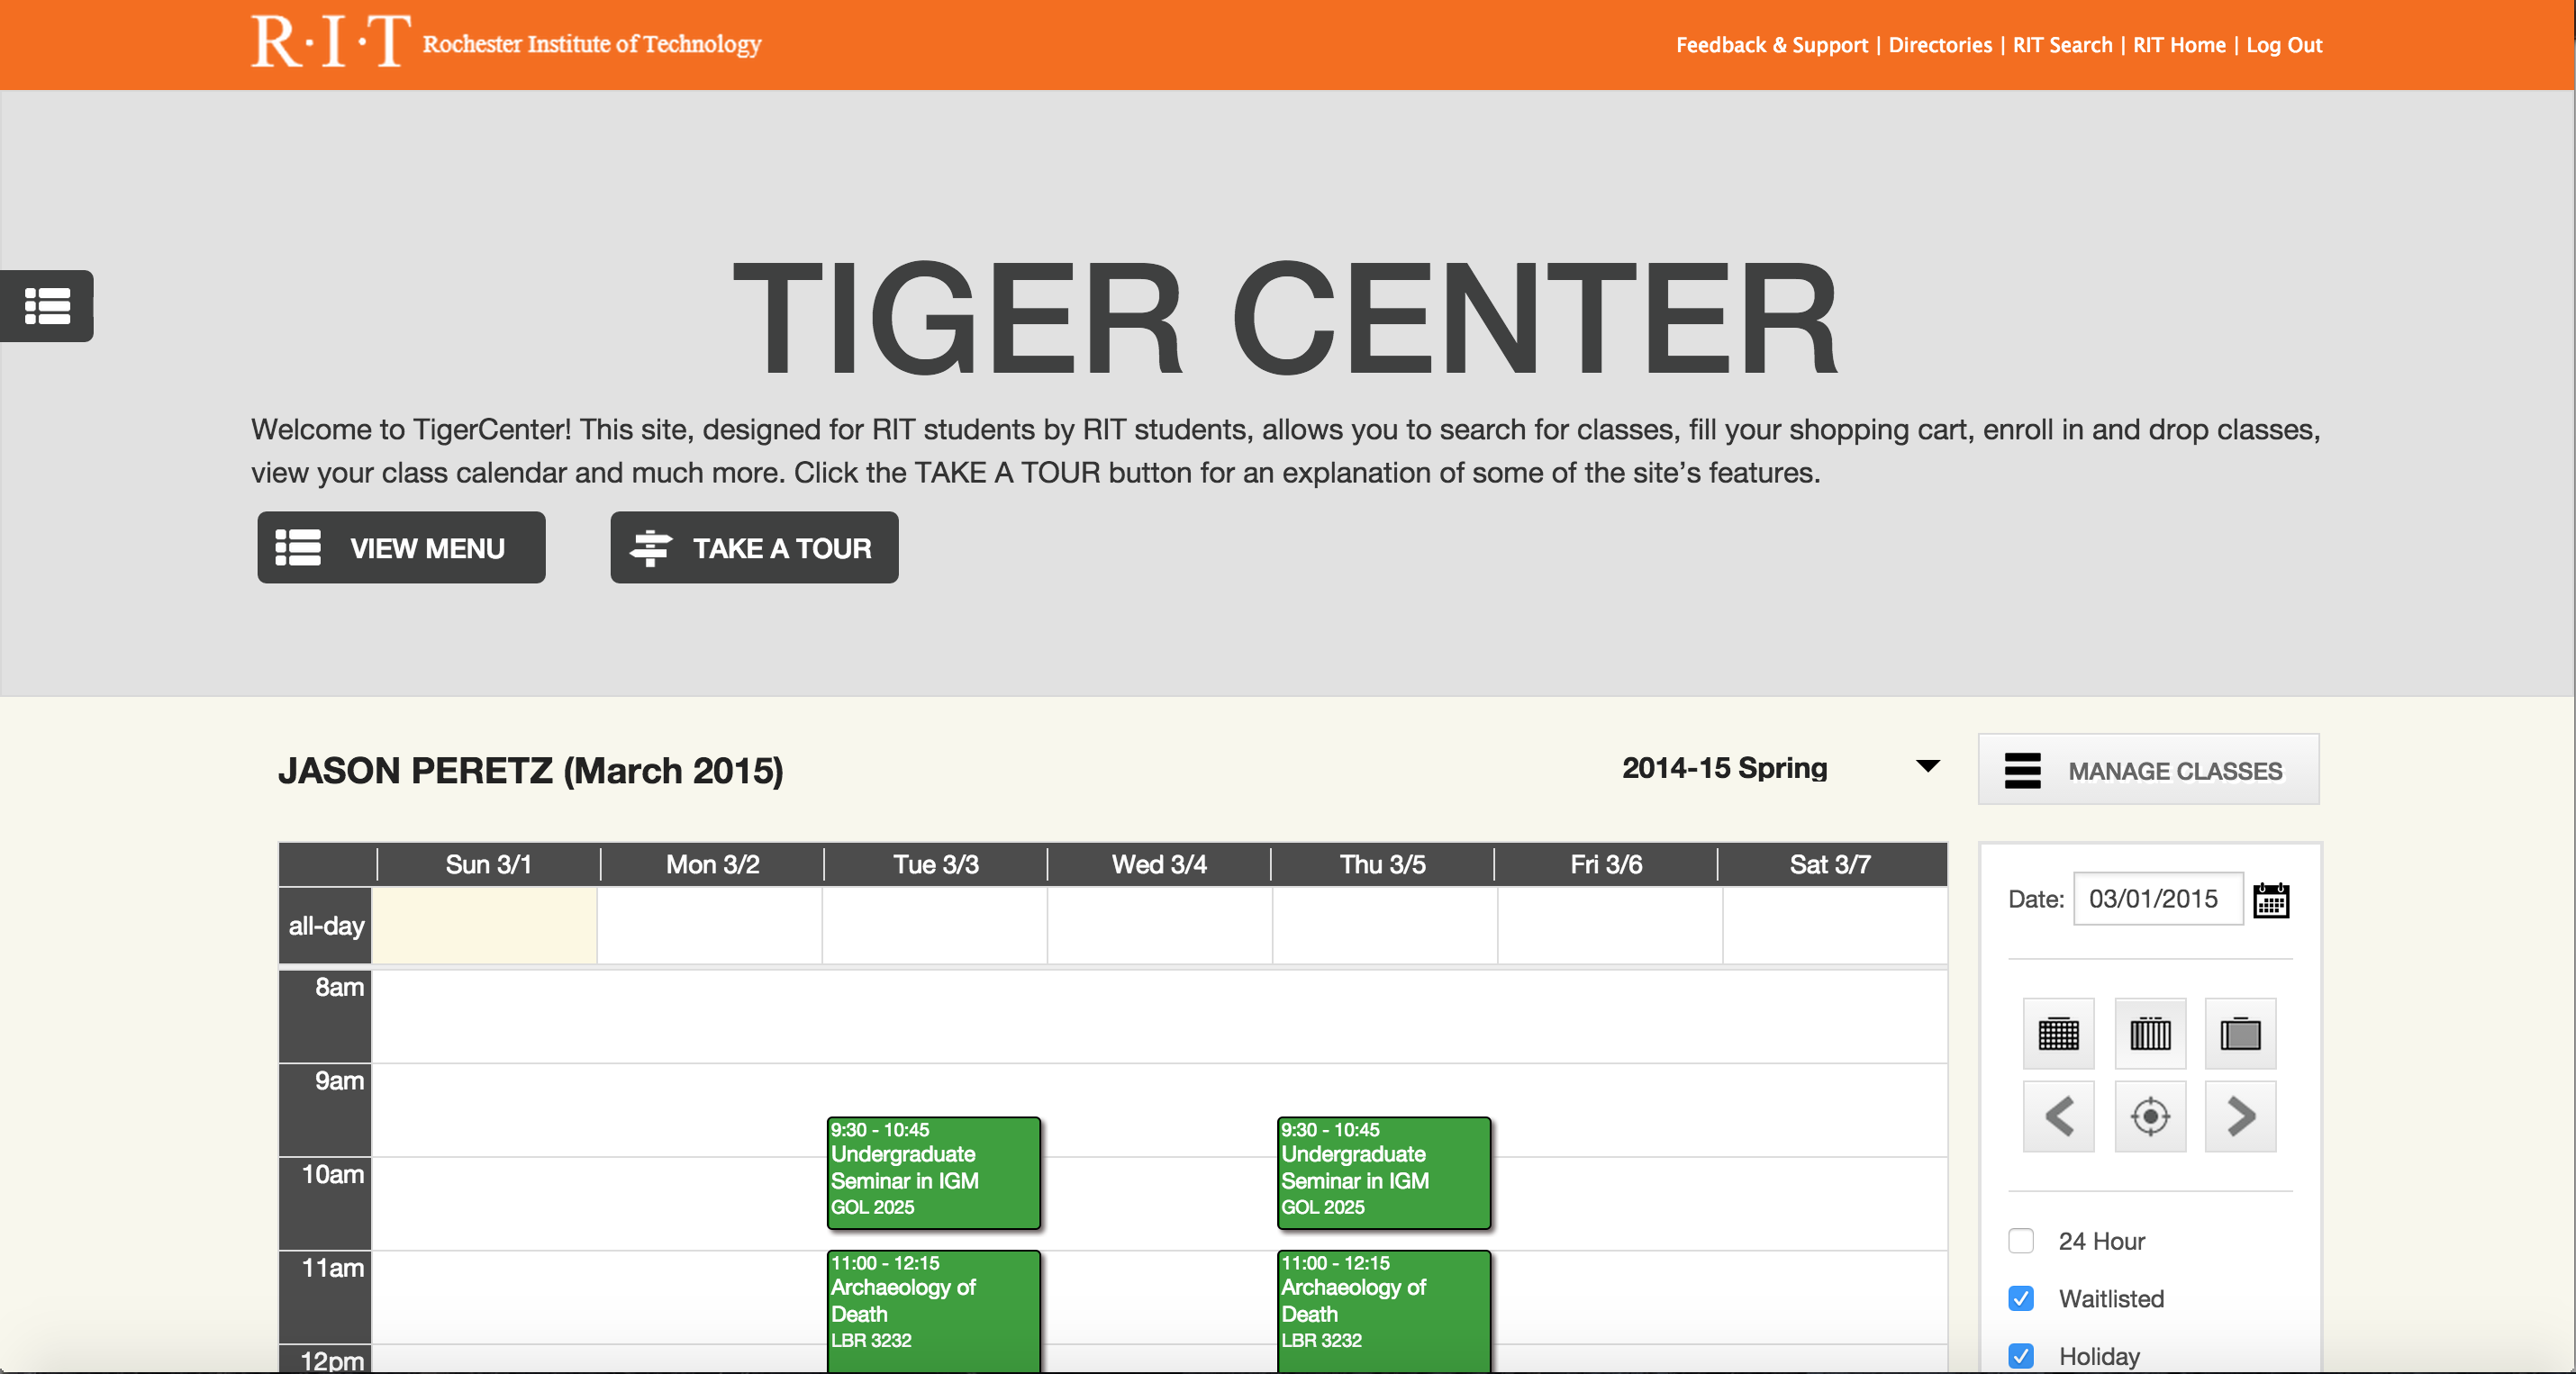 R·I·T Rochester Institute of Technology
Feedback & Support | Directories | RIT Search | RIT Home | Log Out
TIGER CENTER
Welcome to TigerCenter! This site, designed for RIT students by RIT students, allows you to search for classes, fill your shopping cart, enroll in and drop classes,
view your class calendar and much more. Click the TAKE A TOUR button for an explanation of some of the site’s features.
VIEW MENU
TAKE A TOUR
JASON PERETZ (March 2015)
2014-15 Spring
MANAGE CLASSES
Sun 3/1 Mon 3/2 Tue 3/3 Wed 3/4 Thu 3/5 Fri 3/6 Sat 3/7
all-day
8am
9am
10am
11am
12pm
9:30 - 10:45
Undergraduate
Seminar in IGM
GOL 2025
11:00 - 12:15
Archaeology of
Death
LBR 3232
9:30 - 10:45
Undergraduate
Seminar in IGM
GOL 2025
11:00 - 12:15
Archaeology of
Death
LBR 3232
Date: 03/01/2015
24 Hour
Waitlisted
Holiday